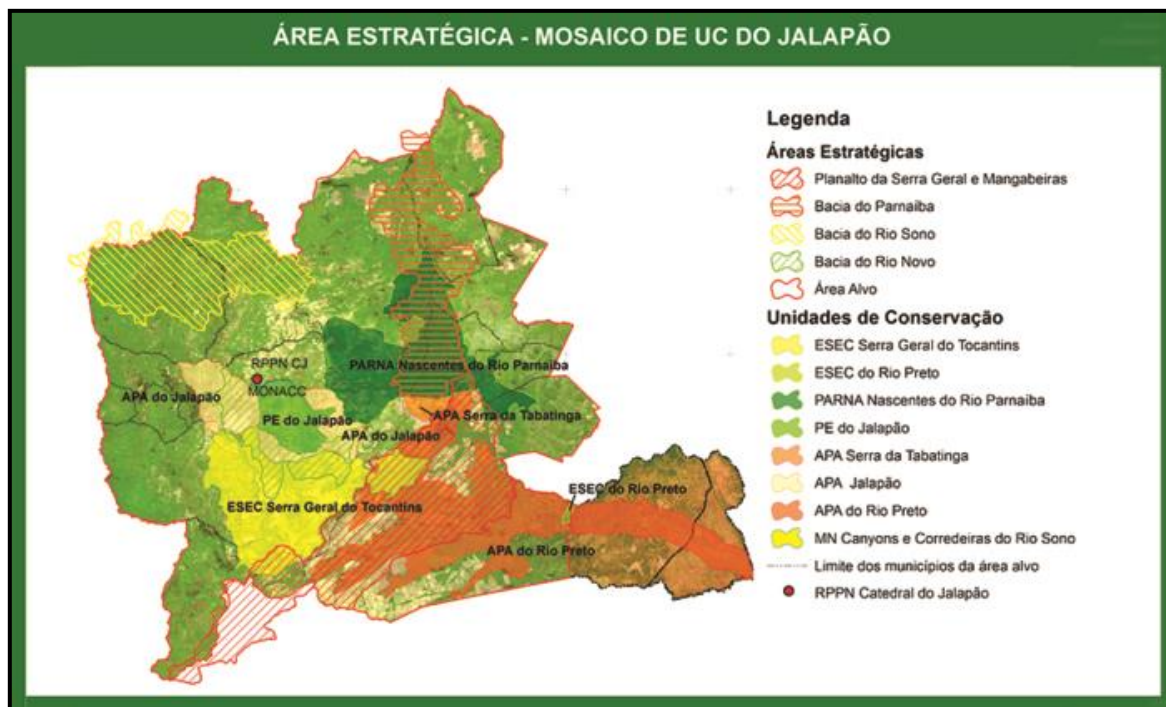 ÁREA ESTRATÉGICA - MOSAICO DE UC DO JALAPÃO
RPPN CJ
MONACC
APA do Jalapão
PE do Jalapão
PARNA Nascentes do Rio Parnaíba
APA Serra da Tabatinga
APA do Jalapão
ESEC Serra Geral do Tocantins
ESEC do Rio Preto
APA do Rio Preto
Legenda
Áreas Estratégicas
Planalto da Serra Geral e Mangabeiras
Bacia do Parnaíba
Bacia do Rio Sono
Bacia do Rio Novo
Área Alvo
Unidades de Conservação
ESEC Serra Geral do Tocantins
ESEC do Rio Preto
PARNA Nascentes do Rio Parnaíba
PE do Jalapão
APA Serra da Tabatinga
APA Jalapão
APA do Rio Preto
MN Canyons e Corredeiras do Rio Sono
Limite dos municípios da área alvo
RPPN Catedral do Jalapão